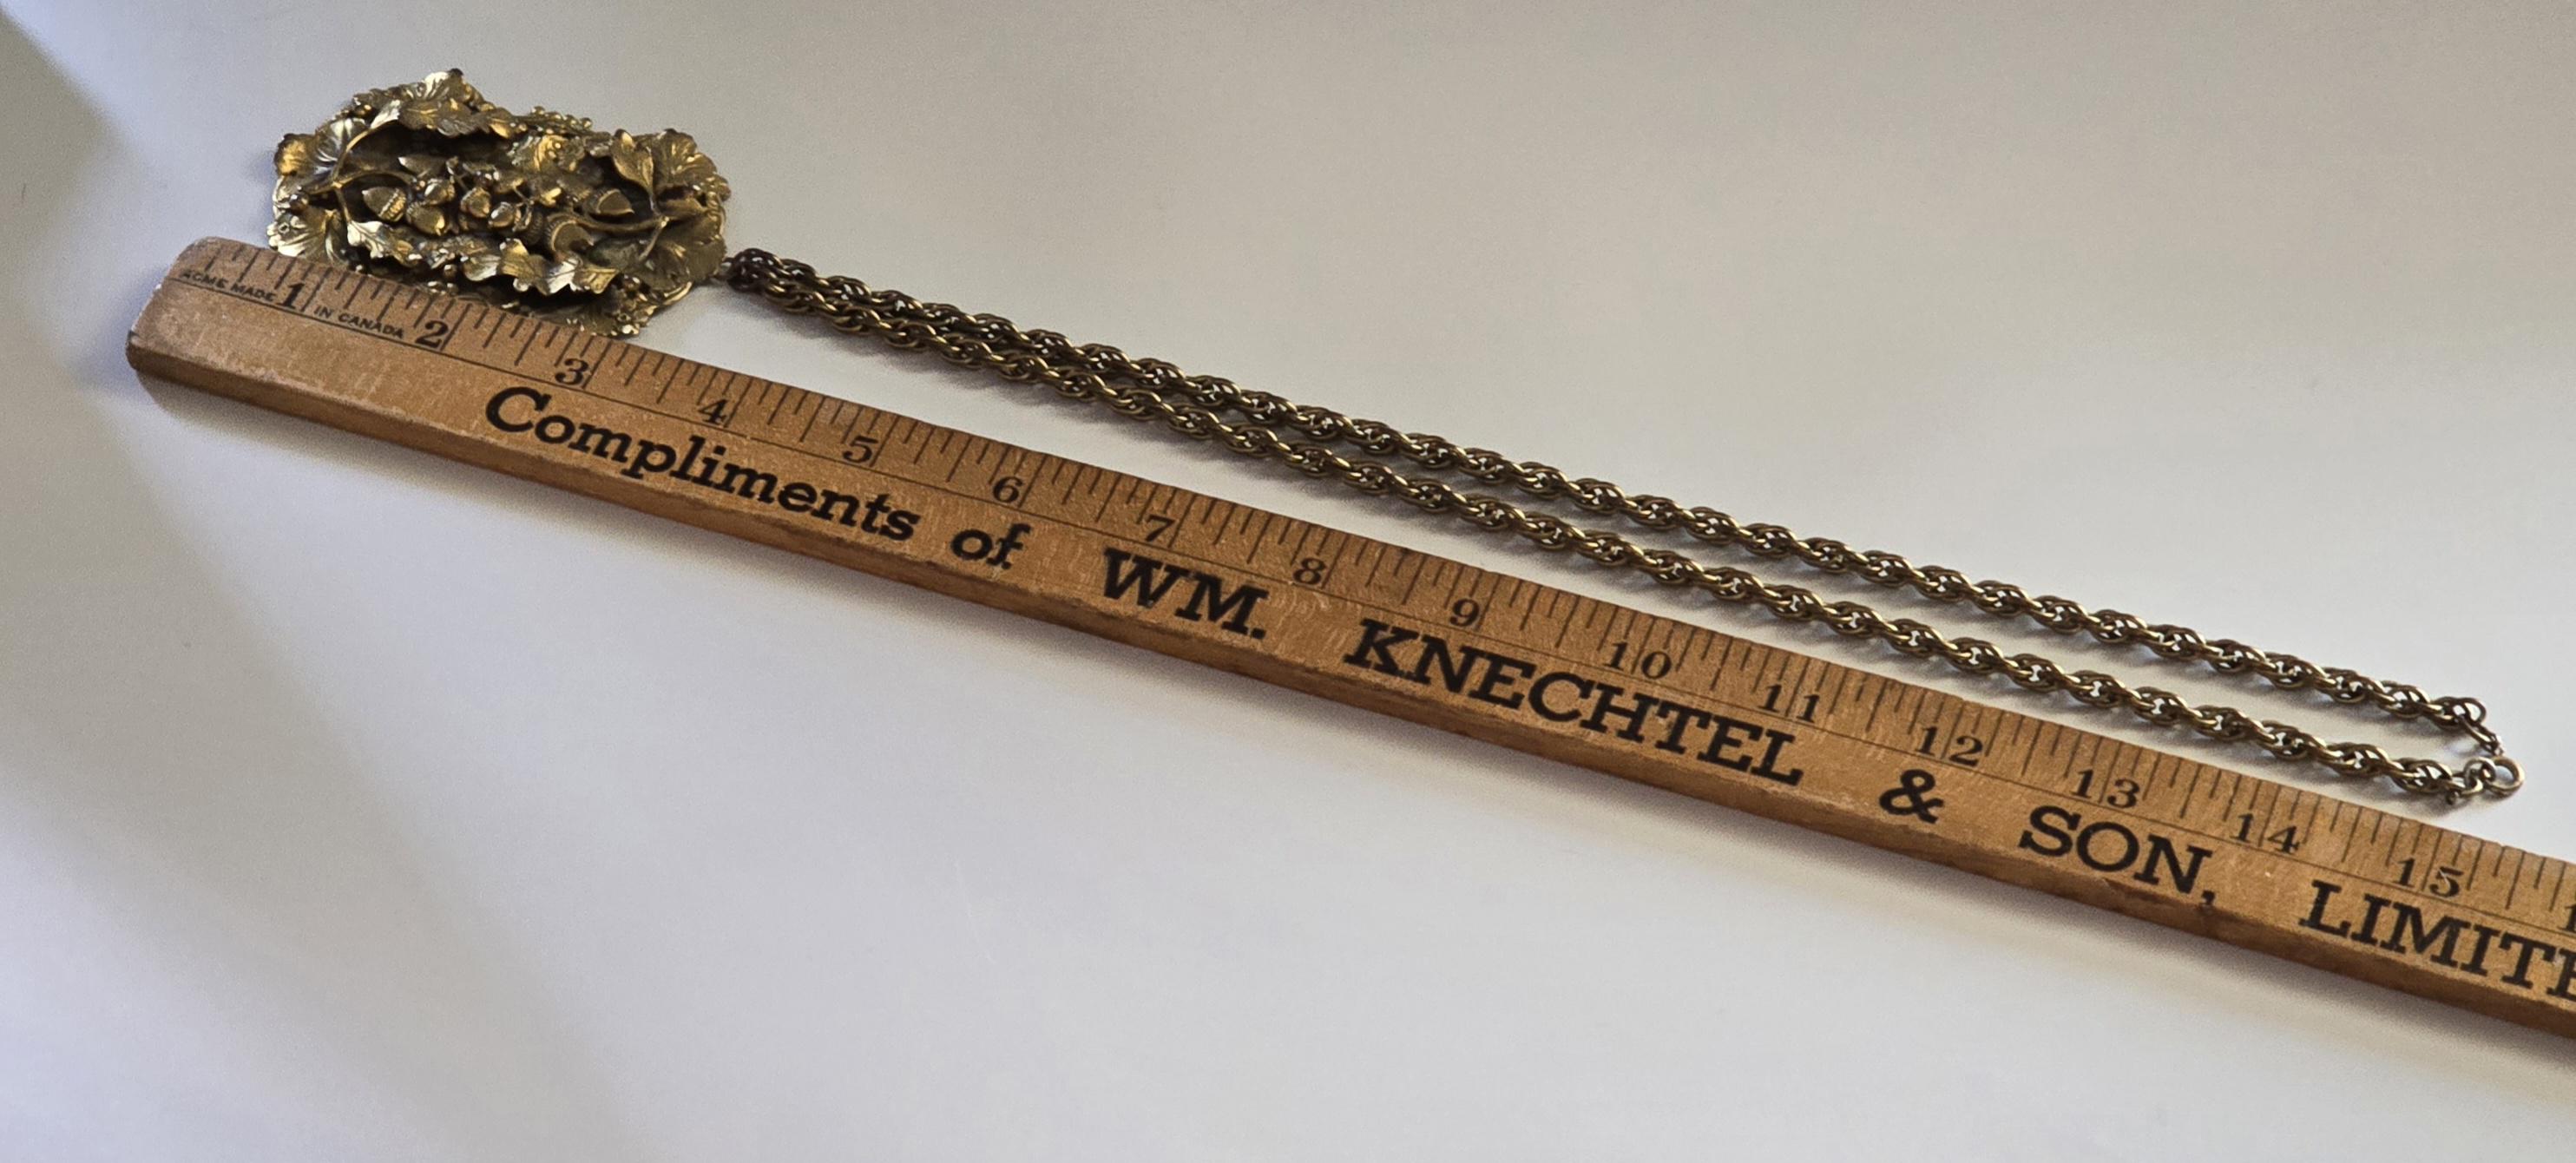 1 2 3 4 5 6 7 8 9 10 11 12 13 14 15
ACME MADE IN CANADA
Compliments of WM. KNECHTEL & SON, LIMITE